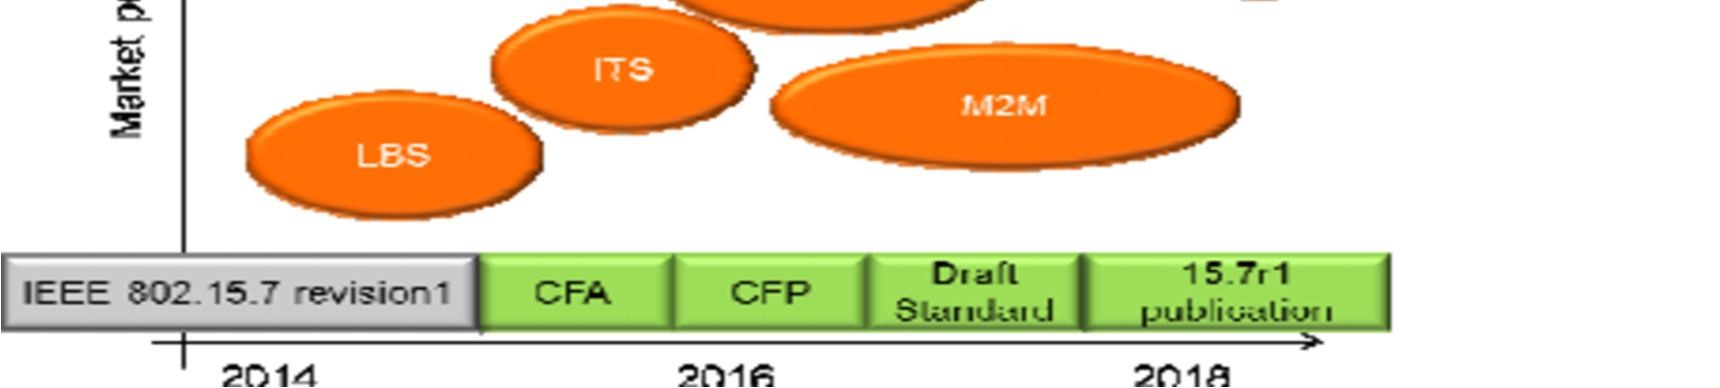 Market
ITS
M2M
LBS
IEEE 802.15.7 revision1
CFA
CFP
Draft
Standard
15.7r1
publication
2014
2016
2018